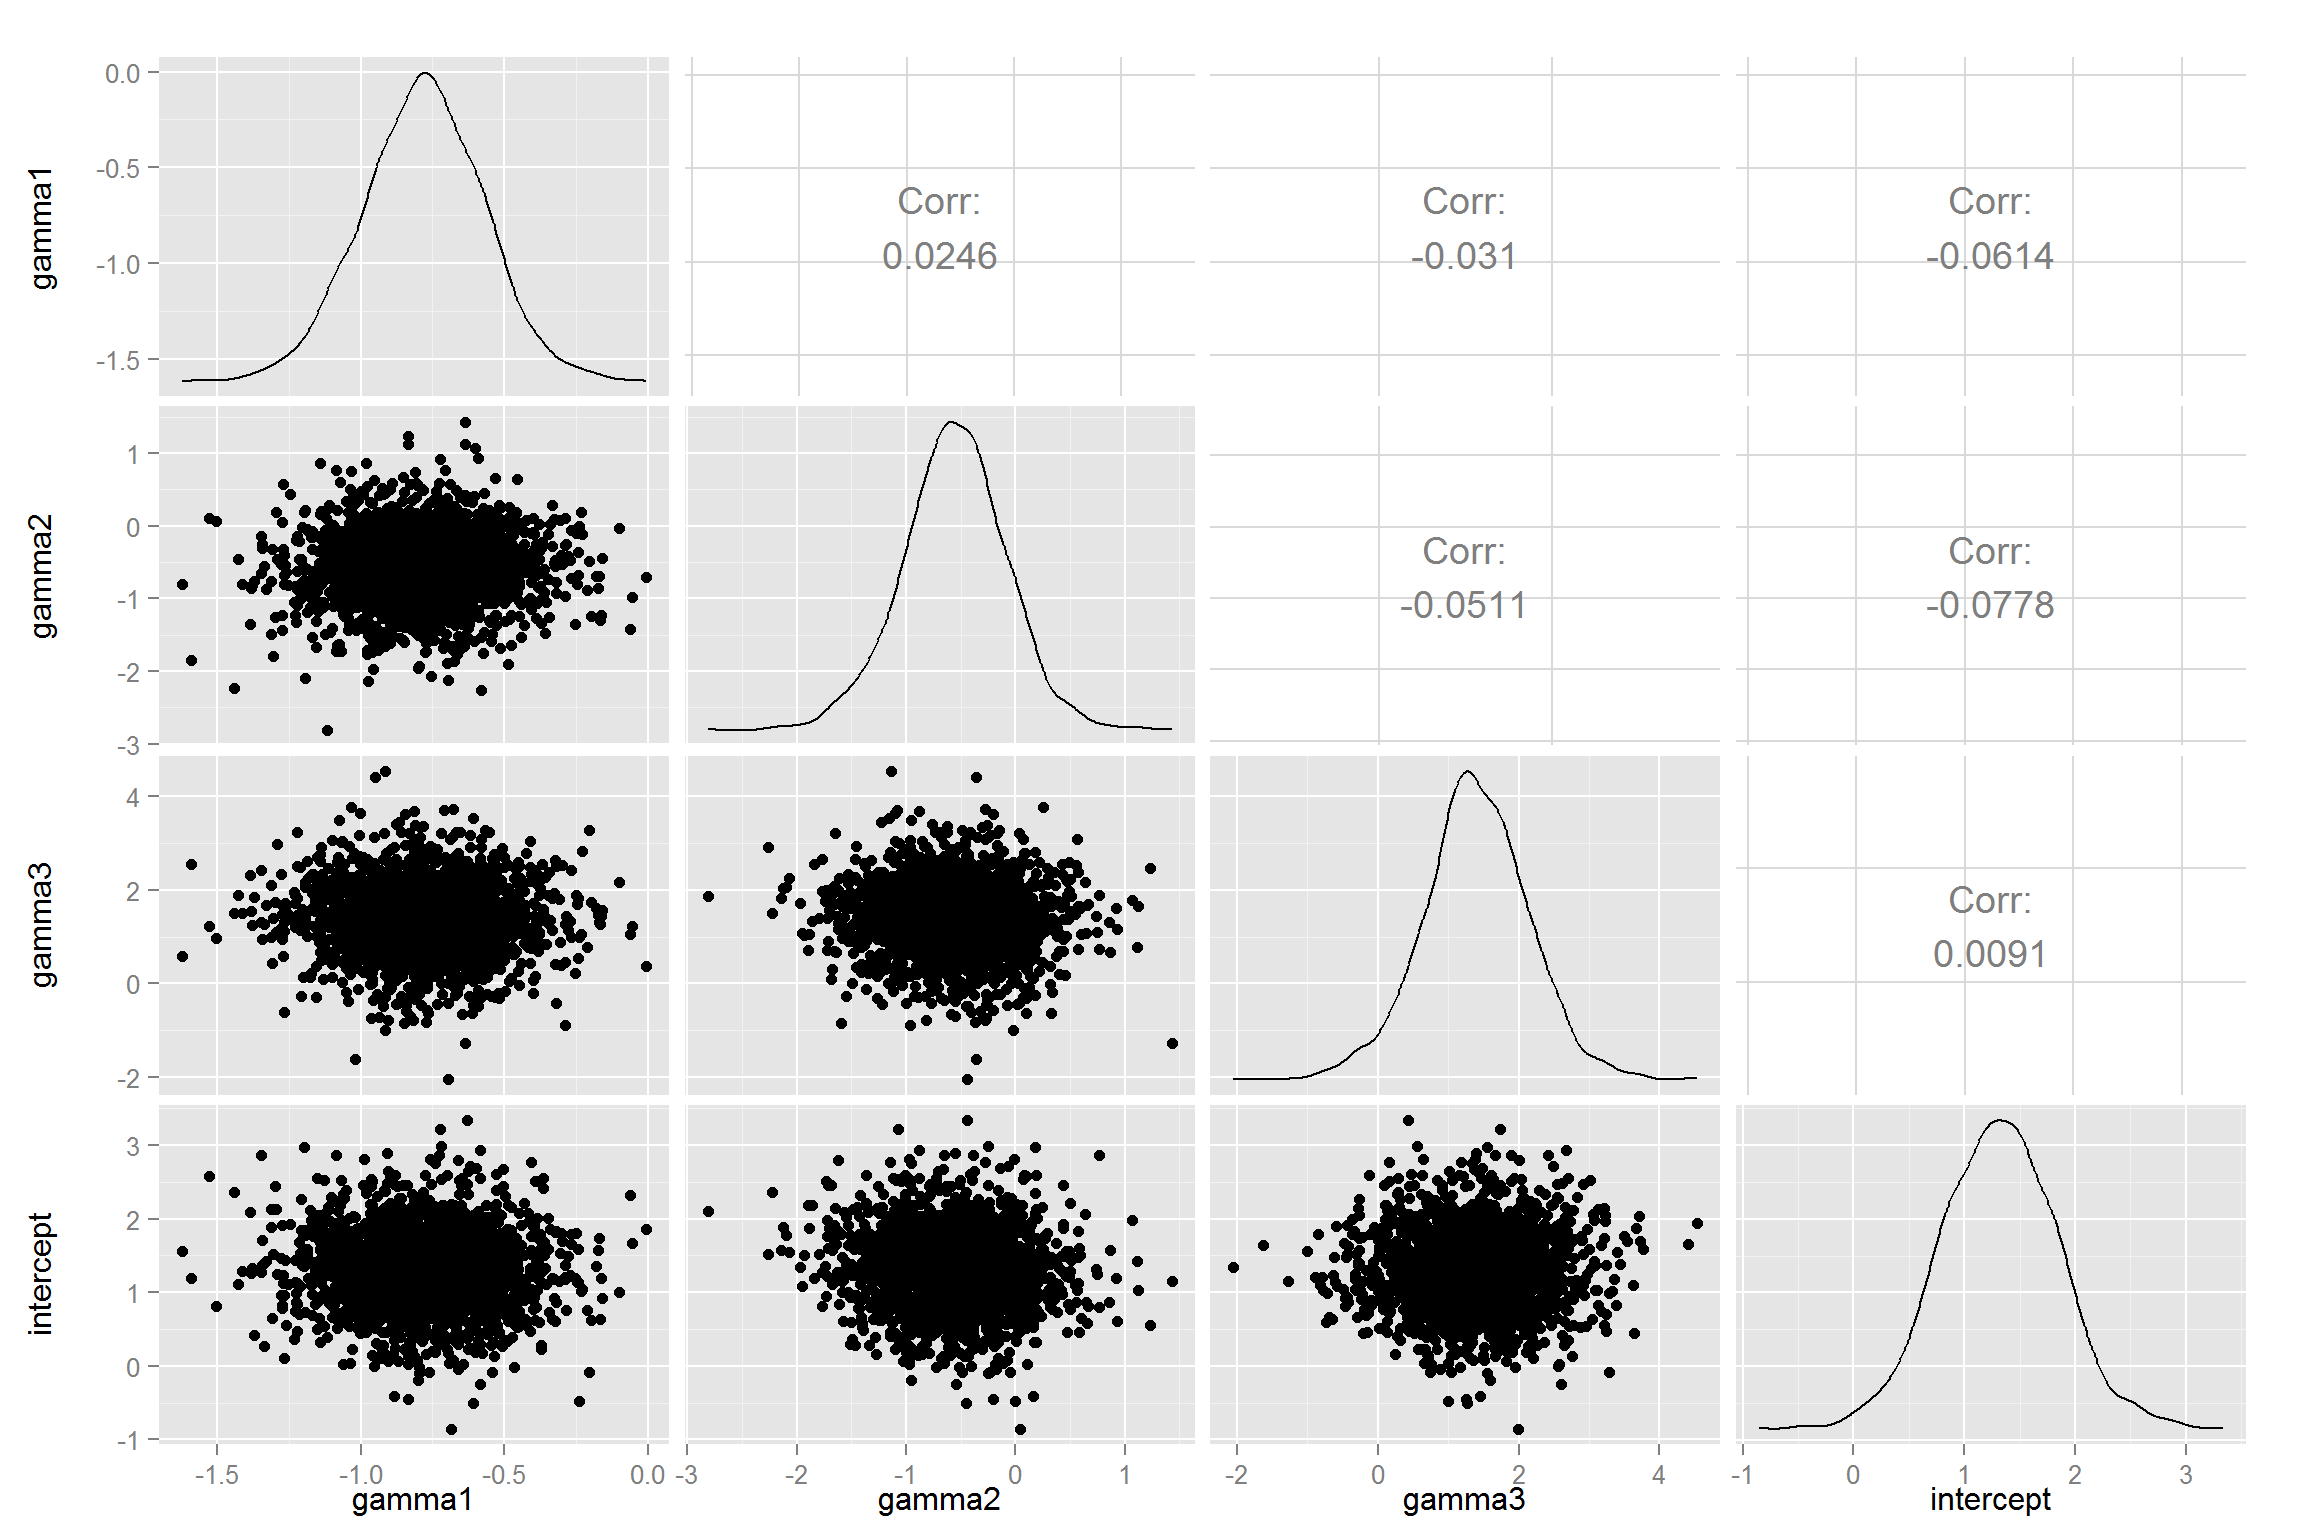 gamma1
0.0
-0.5
-1.0
-1.5
Corr:
0.0246
Corr:
-0.031
Corr:
-0.0614
gamma2
1
0
-1
-2
-3
Corr:
-0.0511
Corr:
-0.0778
gamma3
4
2
0
-2
Corr:
0.0091
intercept
3
2
1
0
-1
-1.5 -1.0 -0.5 0.0
-3 -2 -1 0 1
-2 0 2 4
-1 0 1 2 3
gamma1 gamma2 gamma3 intercept